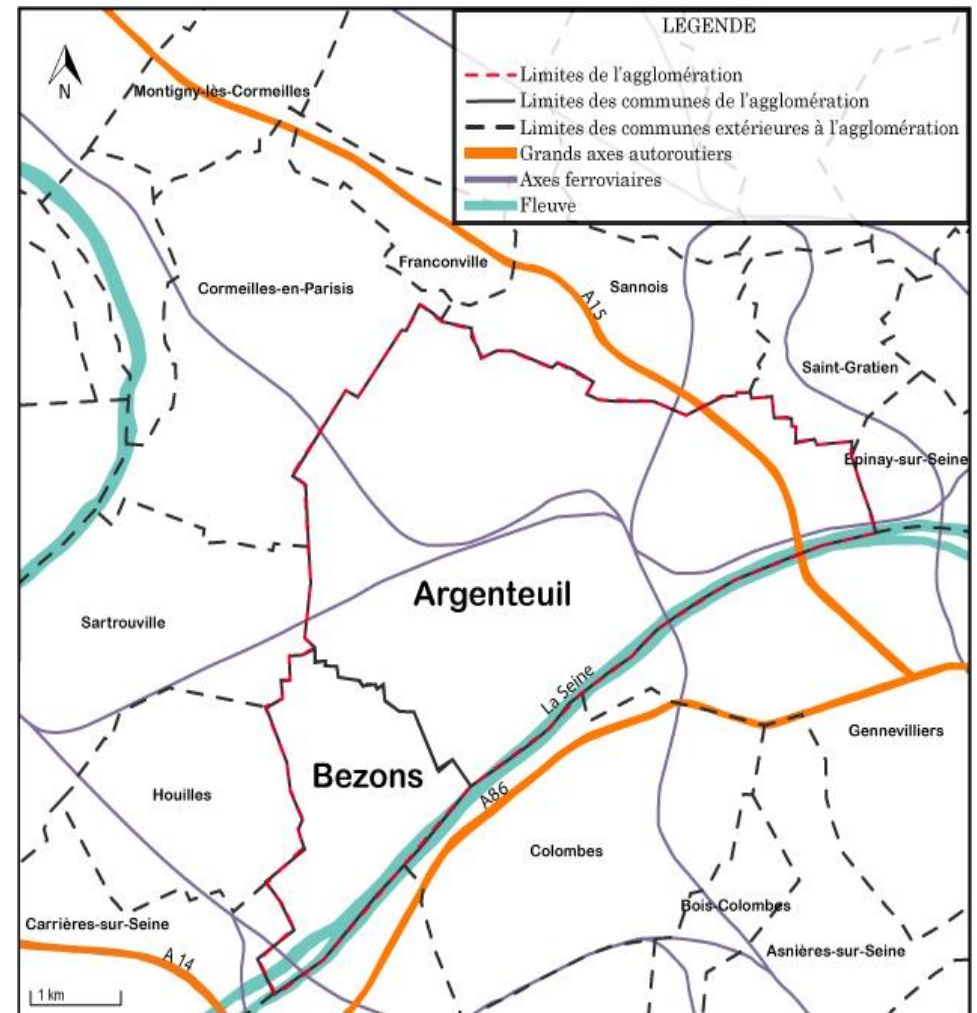 LEGENDE
Limites de l'agglomération
Limites des communes de l'agglomération
Limites des communes extérieures à l'agglomération
Grands axes autoroutiers
Axes ferroviaires
Fleuve
N
Montigny-lès-Cormeilles
Franconville
Cormeilles-en-Parisis
Sannois
A15
Saint-Gratien
Epinay-sur-Seine
Argenteuil
Sartrouville
La Seine
Gennevilliers
Bezons
Houilles
A86
Colombes
Bois-Colombes
Carrières-sur-Seine
Asnières-sur-Seine
A 14
1 km